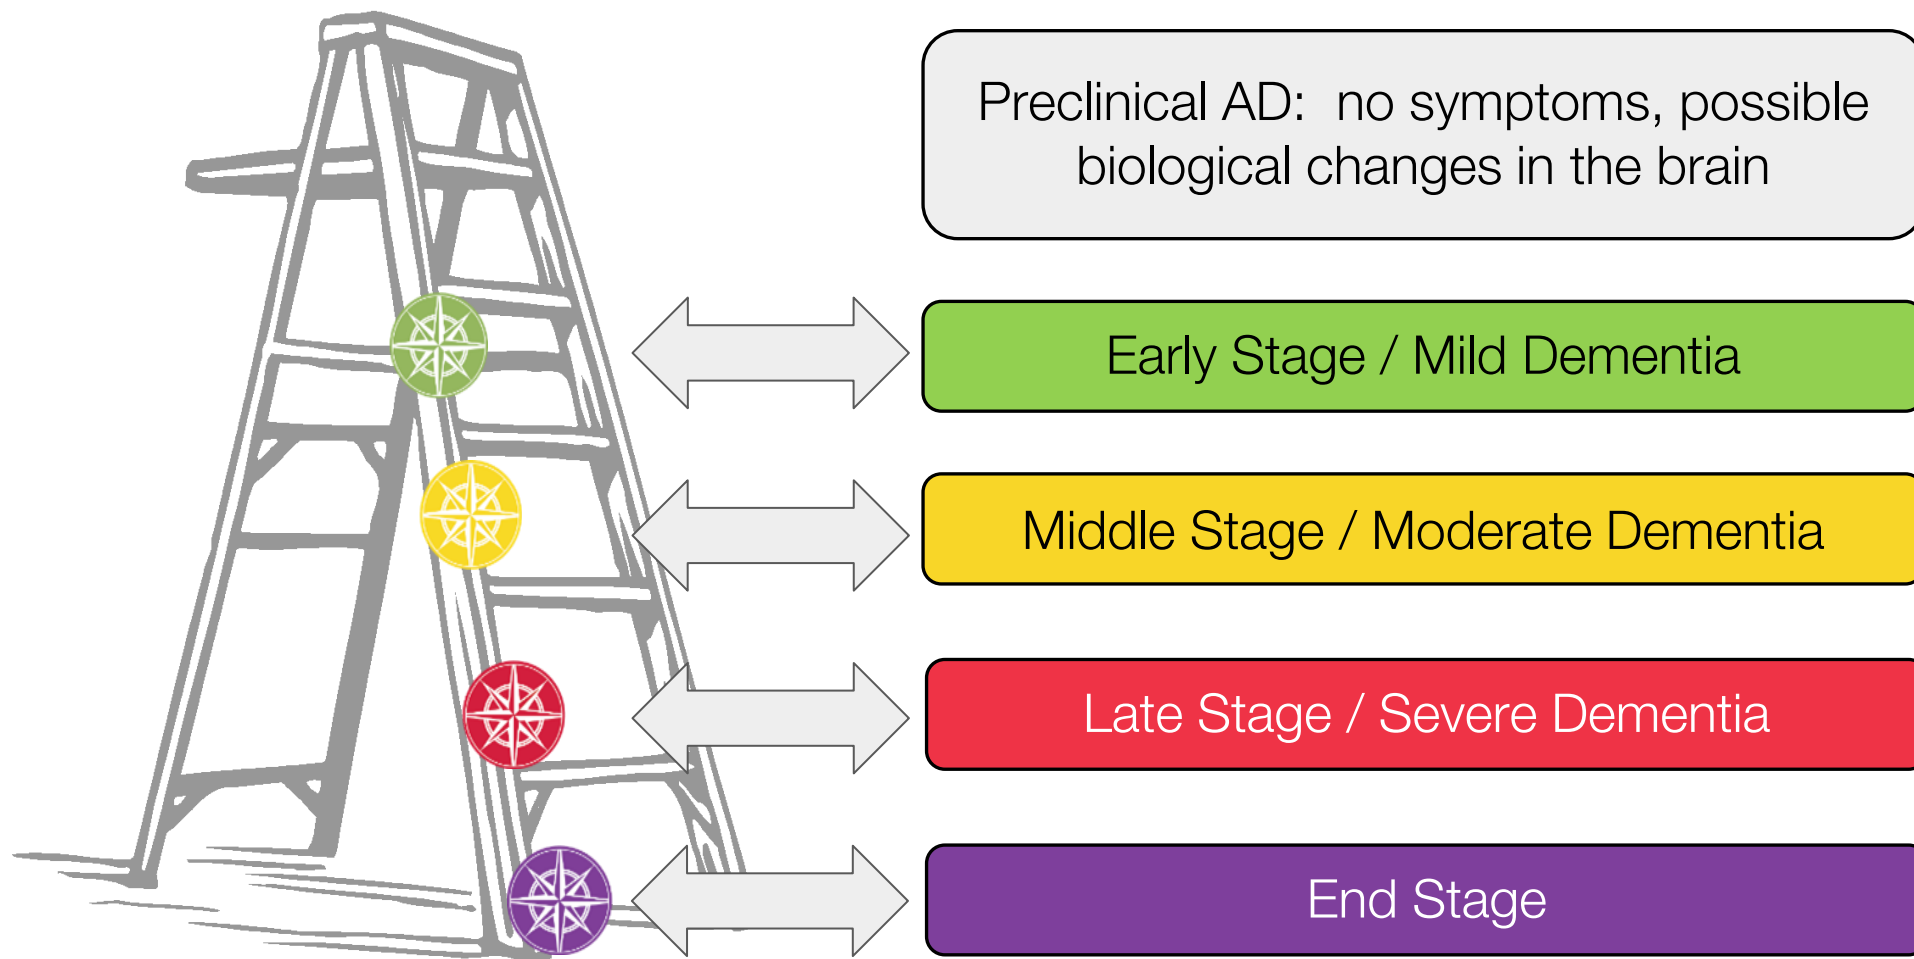 Preclinical AD:  no symptoms, possible
biological changes in the brain
Early Stage / Mild Dementia
Middle Stage / Moderate Dementia
Late Stage / Severe Dementia
End Stage